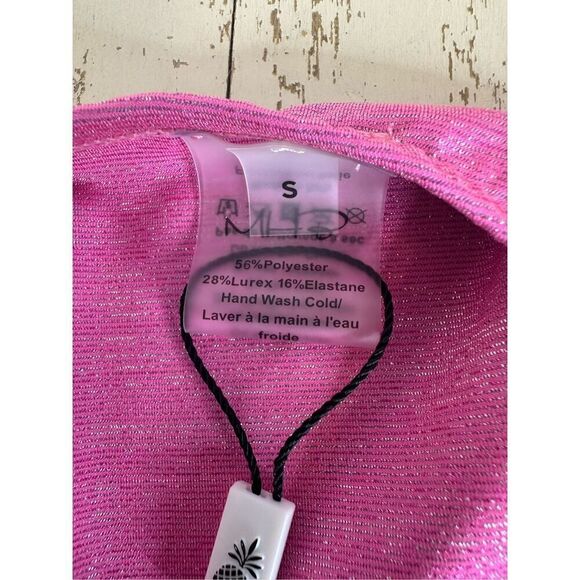 S
56%Polyester
28%Lurex 16%Elastane
Hand Wash Cold/
Laver à la main à l'eau
froide